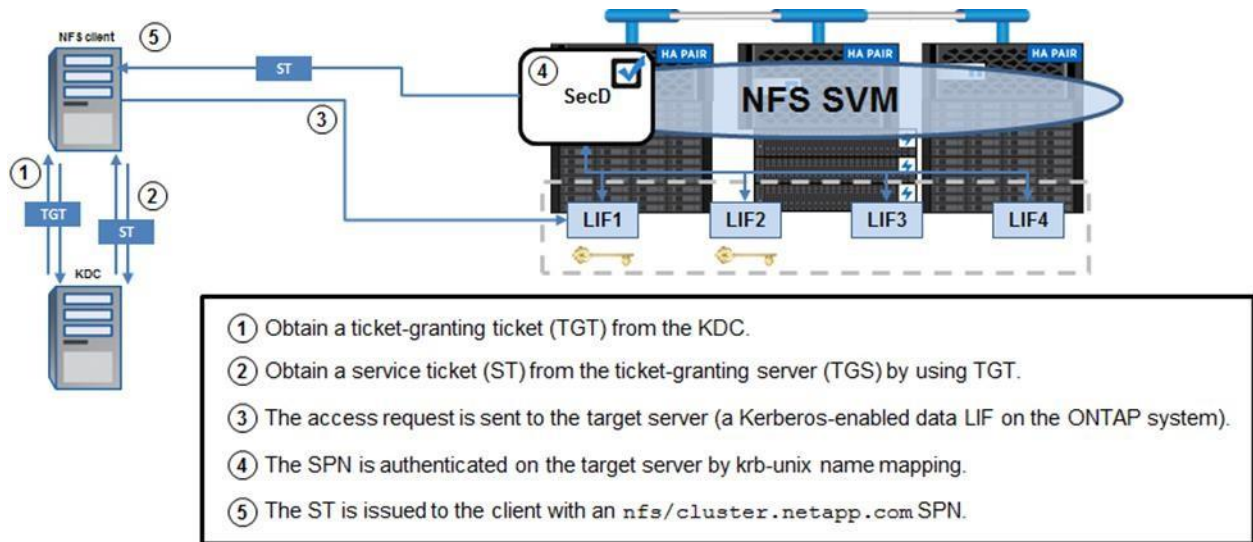 NFS client
5
ST
4
SecD
HA PAIR
HA PAIR
HA PAIR
NFS SVM
3
1
2
TGT
ST
LIF1
LIF2
LIF3
LIF4
KDC
1 Obtain a ticket-granting ticket (TGT) from the KDC.
2 Obtain a service ticket (ST) from the ticket-granting server (TGS) by using TGT.
3 The access request is sent to the target server (a Kerberos-enabled data LIF on the ONTAP system).
4 The SPN is authenticated on the target server by krb-unix name mapping.
5 The ST is issued to the client with an nfs/cluster.netapp.com SPN.